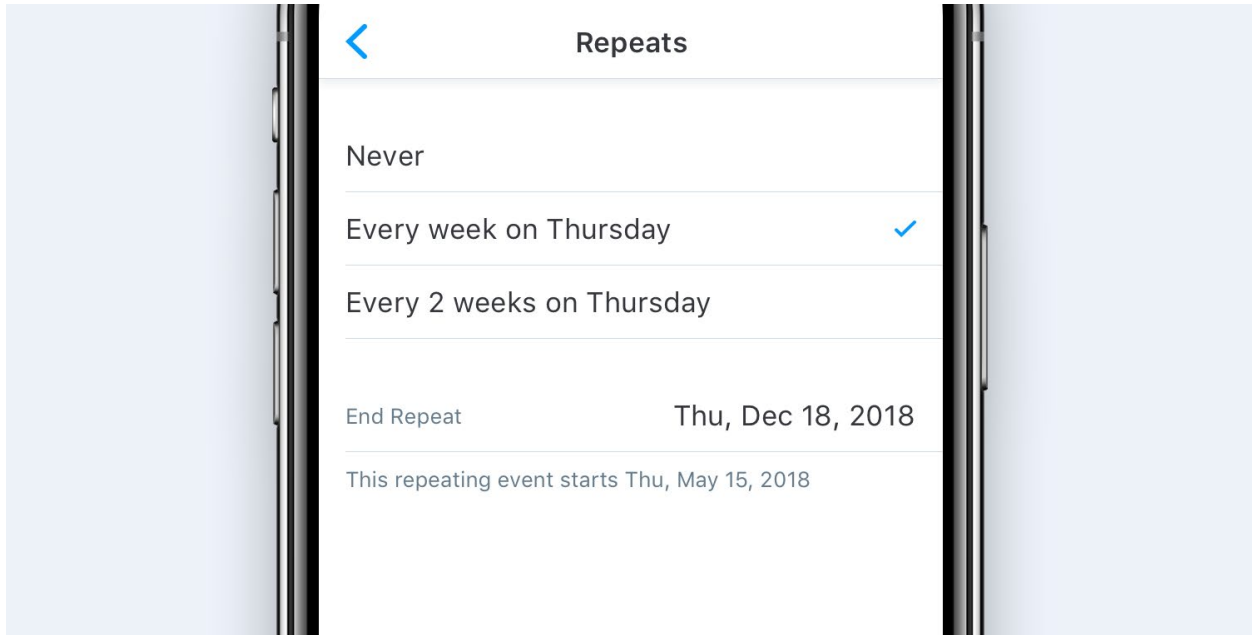 Repeats
Never
Every week on Thursday
Every 2 weeks on Thursday
End Repeat Thu, Dec 18, 2018
This repeating event starts Thu, May 15, 2018